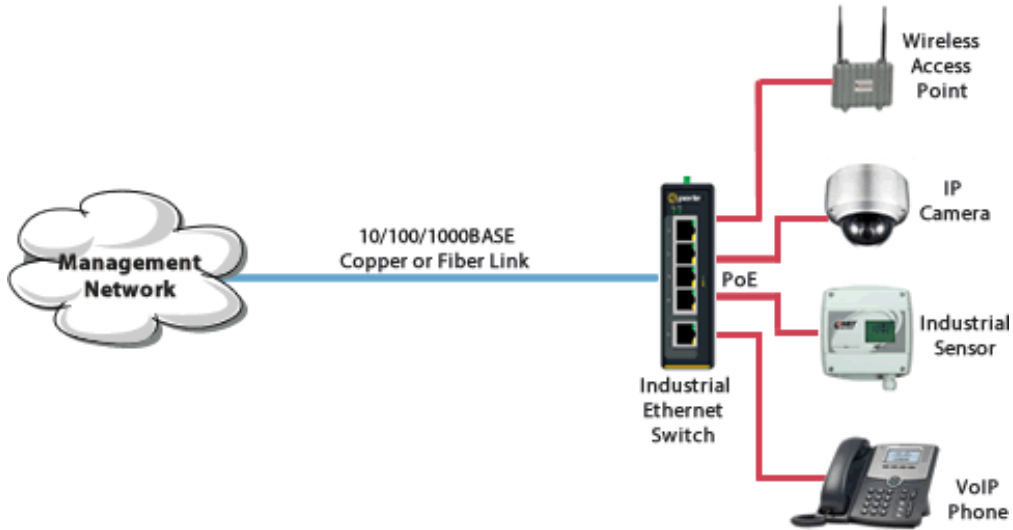 Wireless
Access
Point
IP
Camera
perle
10/100/1000BASE
Copper or Fiber Link
Management
Network
PoE
Industrial
Sensor
Industrial
Ethernet
Switch
VoIP
Phone